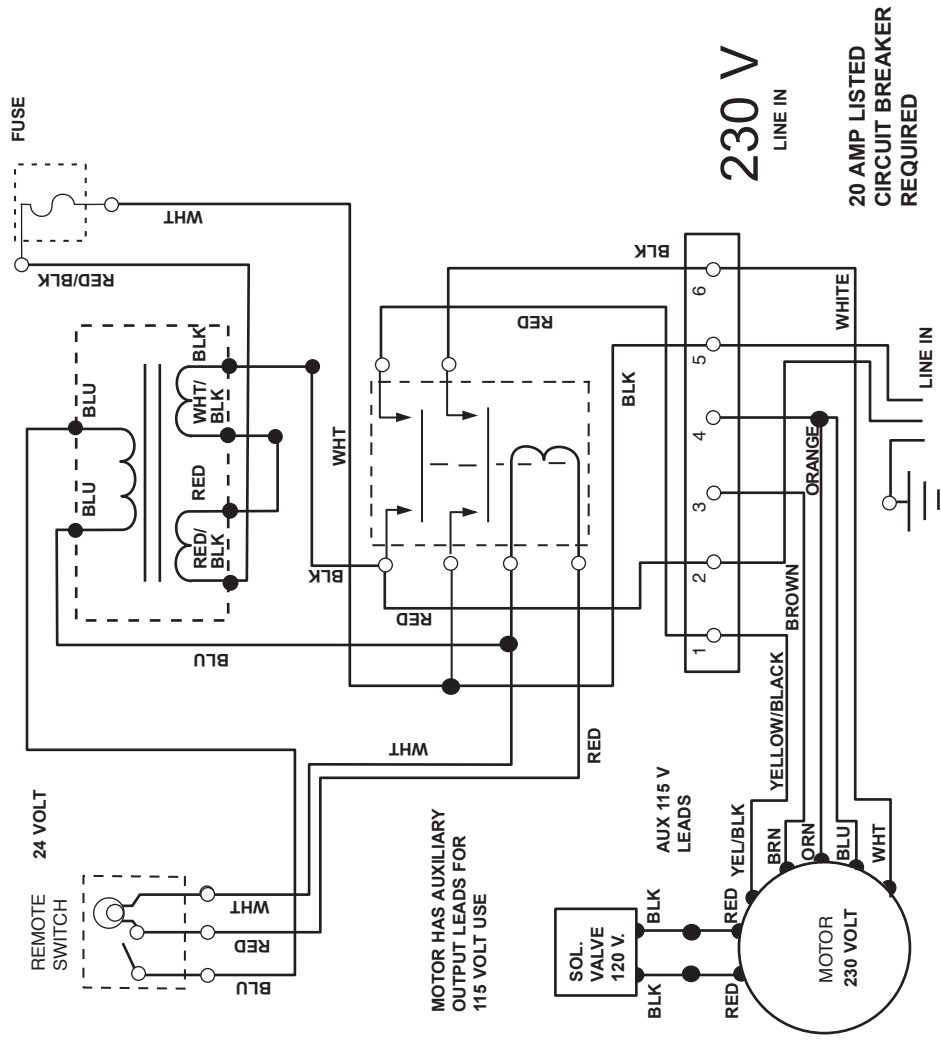 FUSE
WHT
RED/BLK
BLU
BLU
BLK
WHT/
BLK
RED
RED/
BLK
WHT
BLK
RED
BLU
RED
BLK
BLK
230 V
LINE IN
20 AMP LISTED
CIRCUIT BREAKER
REQUIRED
6
5
4
3
2
1
WHITE
LINE IN
ORANGE
BROWN
YELLOW/BLACK
24 VOLT
REMOTE
SWITCH
WHT
RED
BLU
WHT
RED
MOTOR HAS AUXILIARY
OUTPUT LEADS FOR
115 VOLT USE
AUX 115 V
LEADS
SOL.
VALVE
120 V.
BLK
BLK
RED
RED
YEL/BLK
BRN
ORN
BLU
WHT
MOTOR
230 VOLT